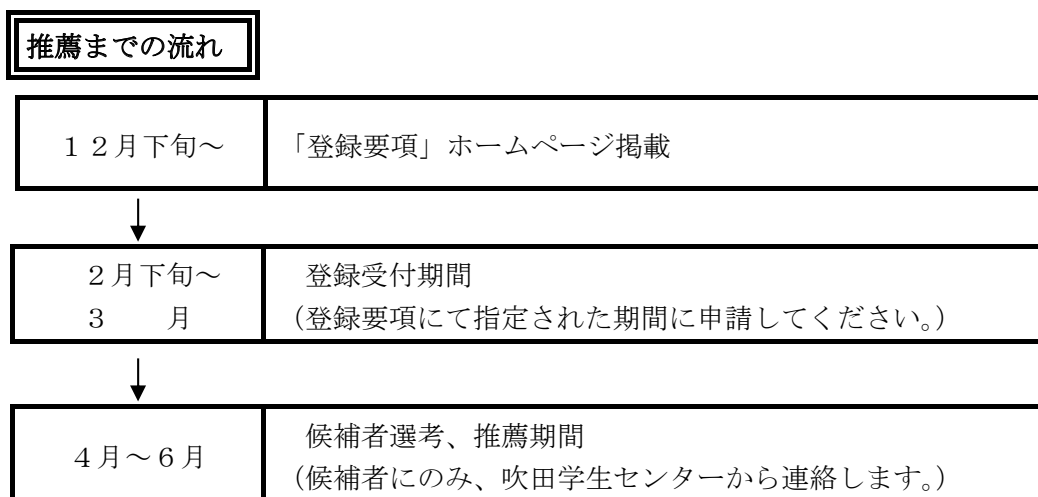 推薦までの流れ
１２月下旬～
「登録要項」ホームページ掲載
２月下旬～
３　　月
登録受付期間
（登録要項にて指定された期間に申請してください。）
４月～６月
候補者選考、推薦期間
（候補者にのみ、吹田学生センターから連絡します。）